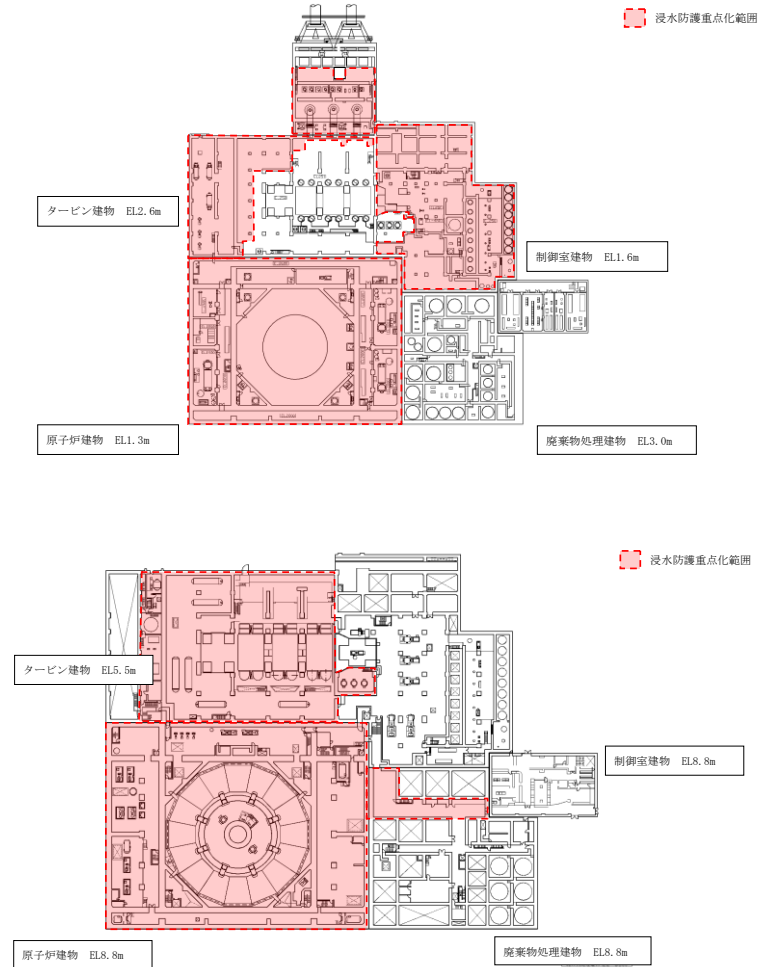 浸水防護重点化範囲
タービン建物 EL2.6m
制御室建物 EL1.6m
原子炉建物 EL1.3m
廃棄物処理建物 EL3.0m
浸水防護重点化範囲
タービン建物 EL5.5m
制御室建物 EL8.8m
原子炉建物 EL8.8m
廃棄物処理建物 EL8.8m